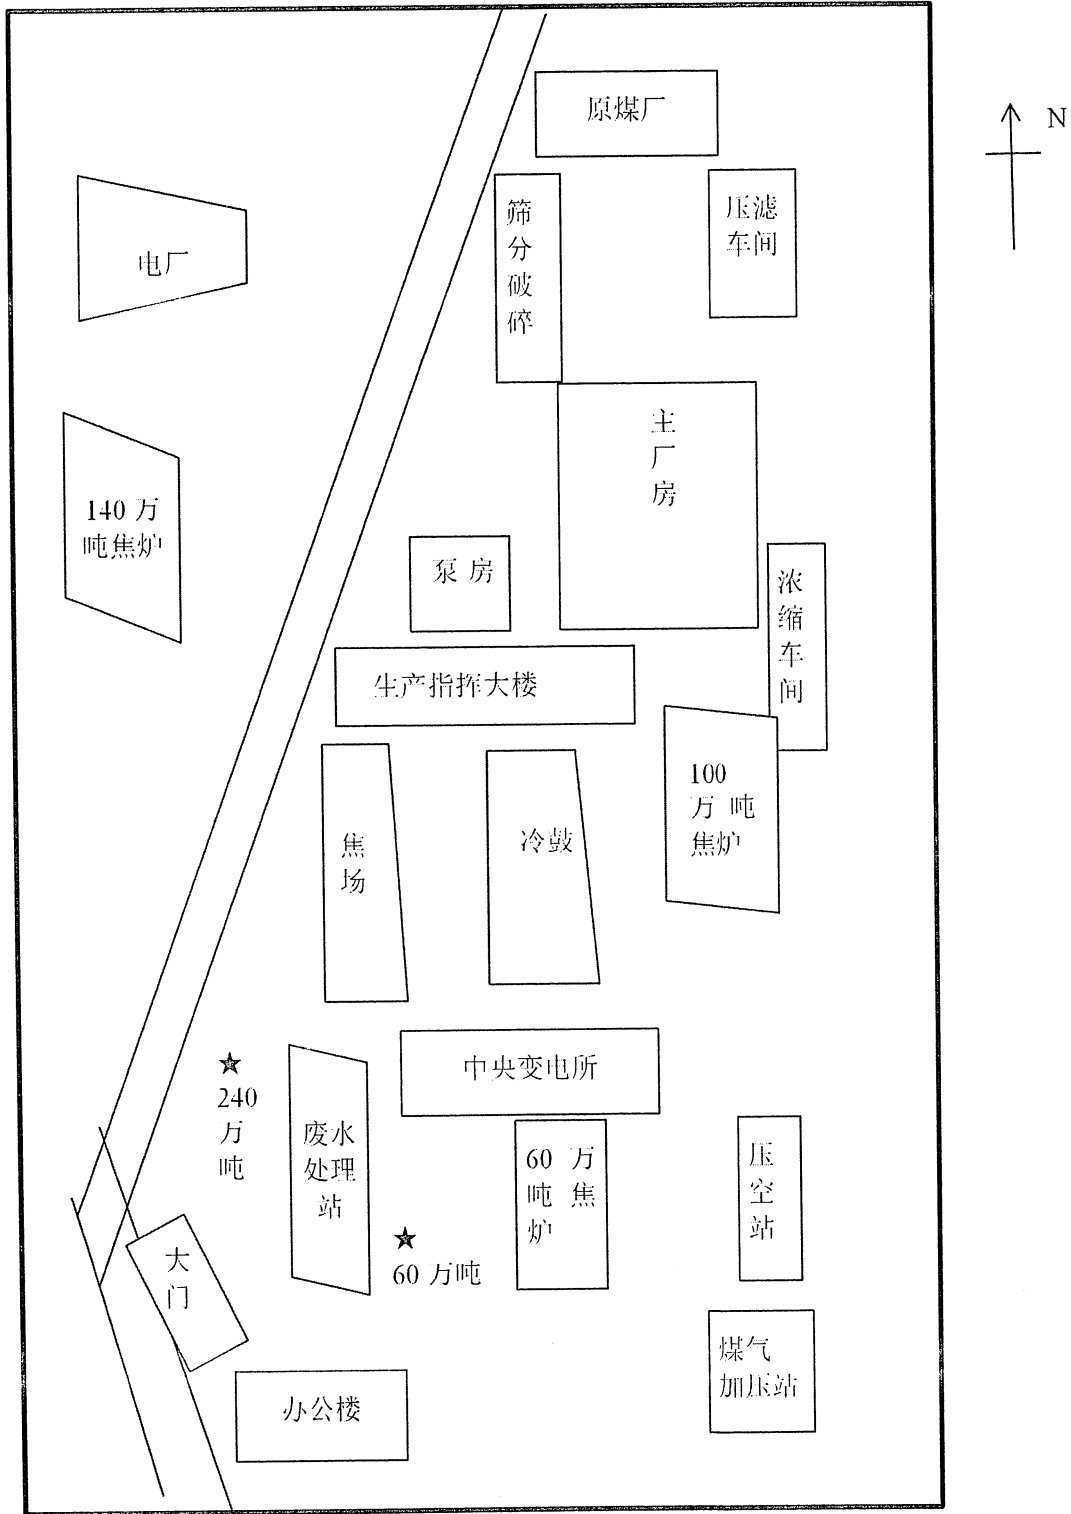 原煤厂
N
筛
分
破
碎
压滤
车间
电厂
主
厂
房
140 万
吨焦炉
泵 房
浓
缩
车
间
生产指挥大楼
100
万 吨
焦炉
焦
场
冷鼓
中央变电所
240
万
吨
废水
处理
站
60 万
吨 焦
炉
压
空
站
60 万吨
大
门
煤气
加压站
办公楼